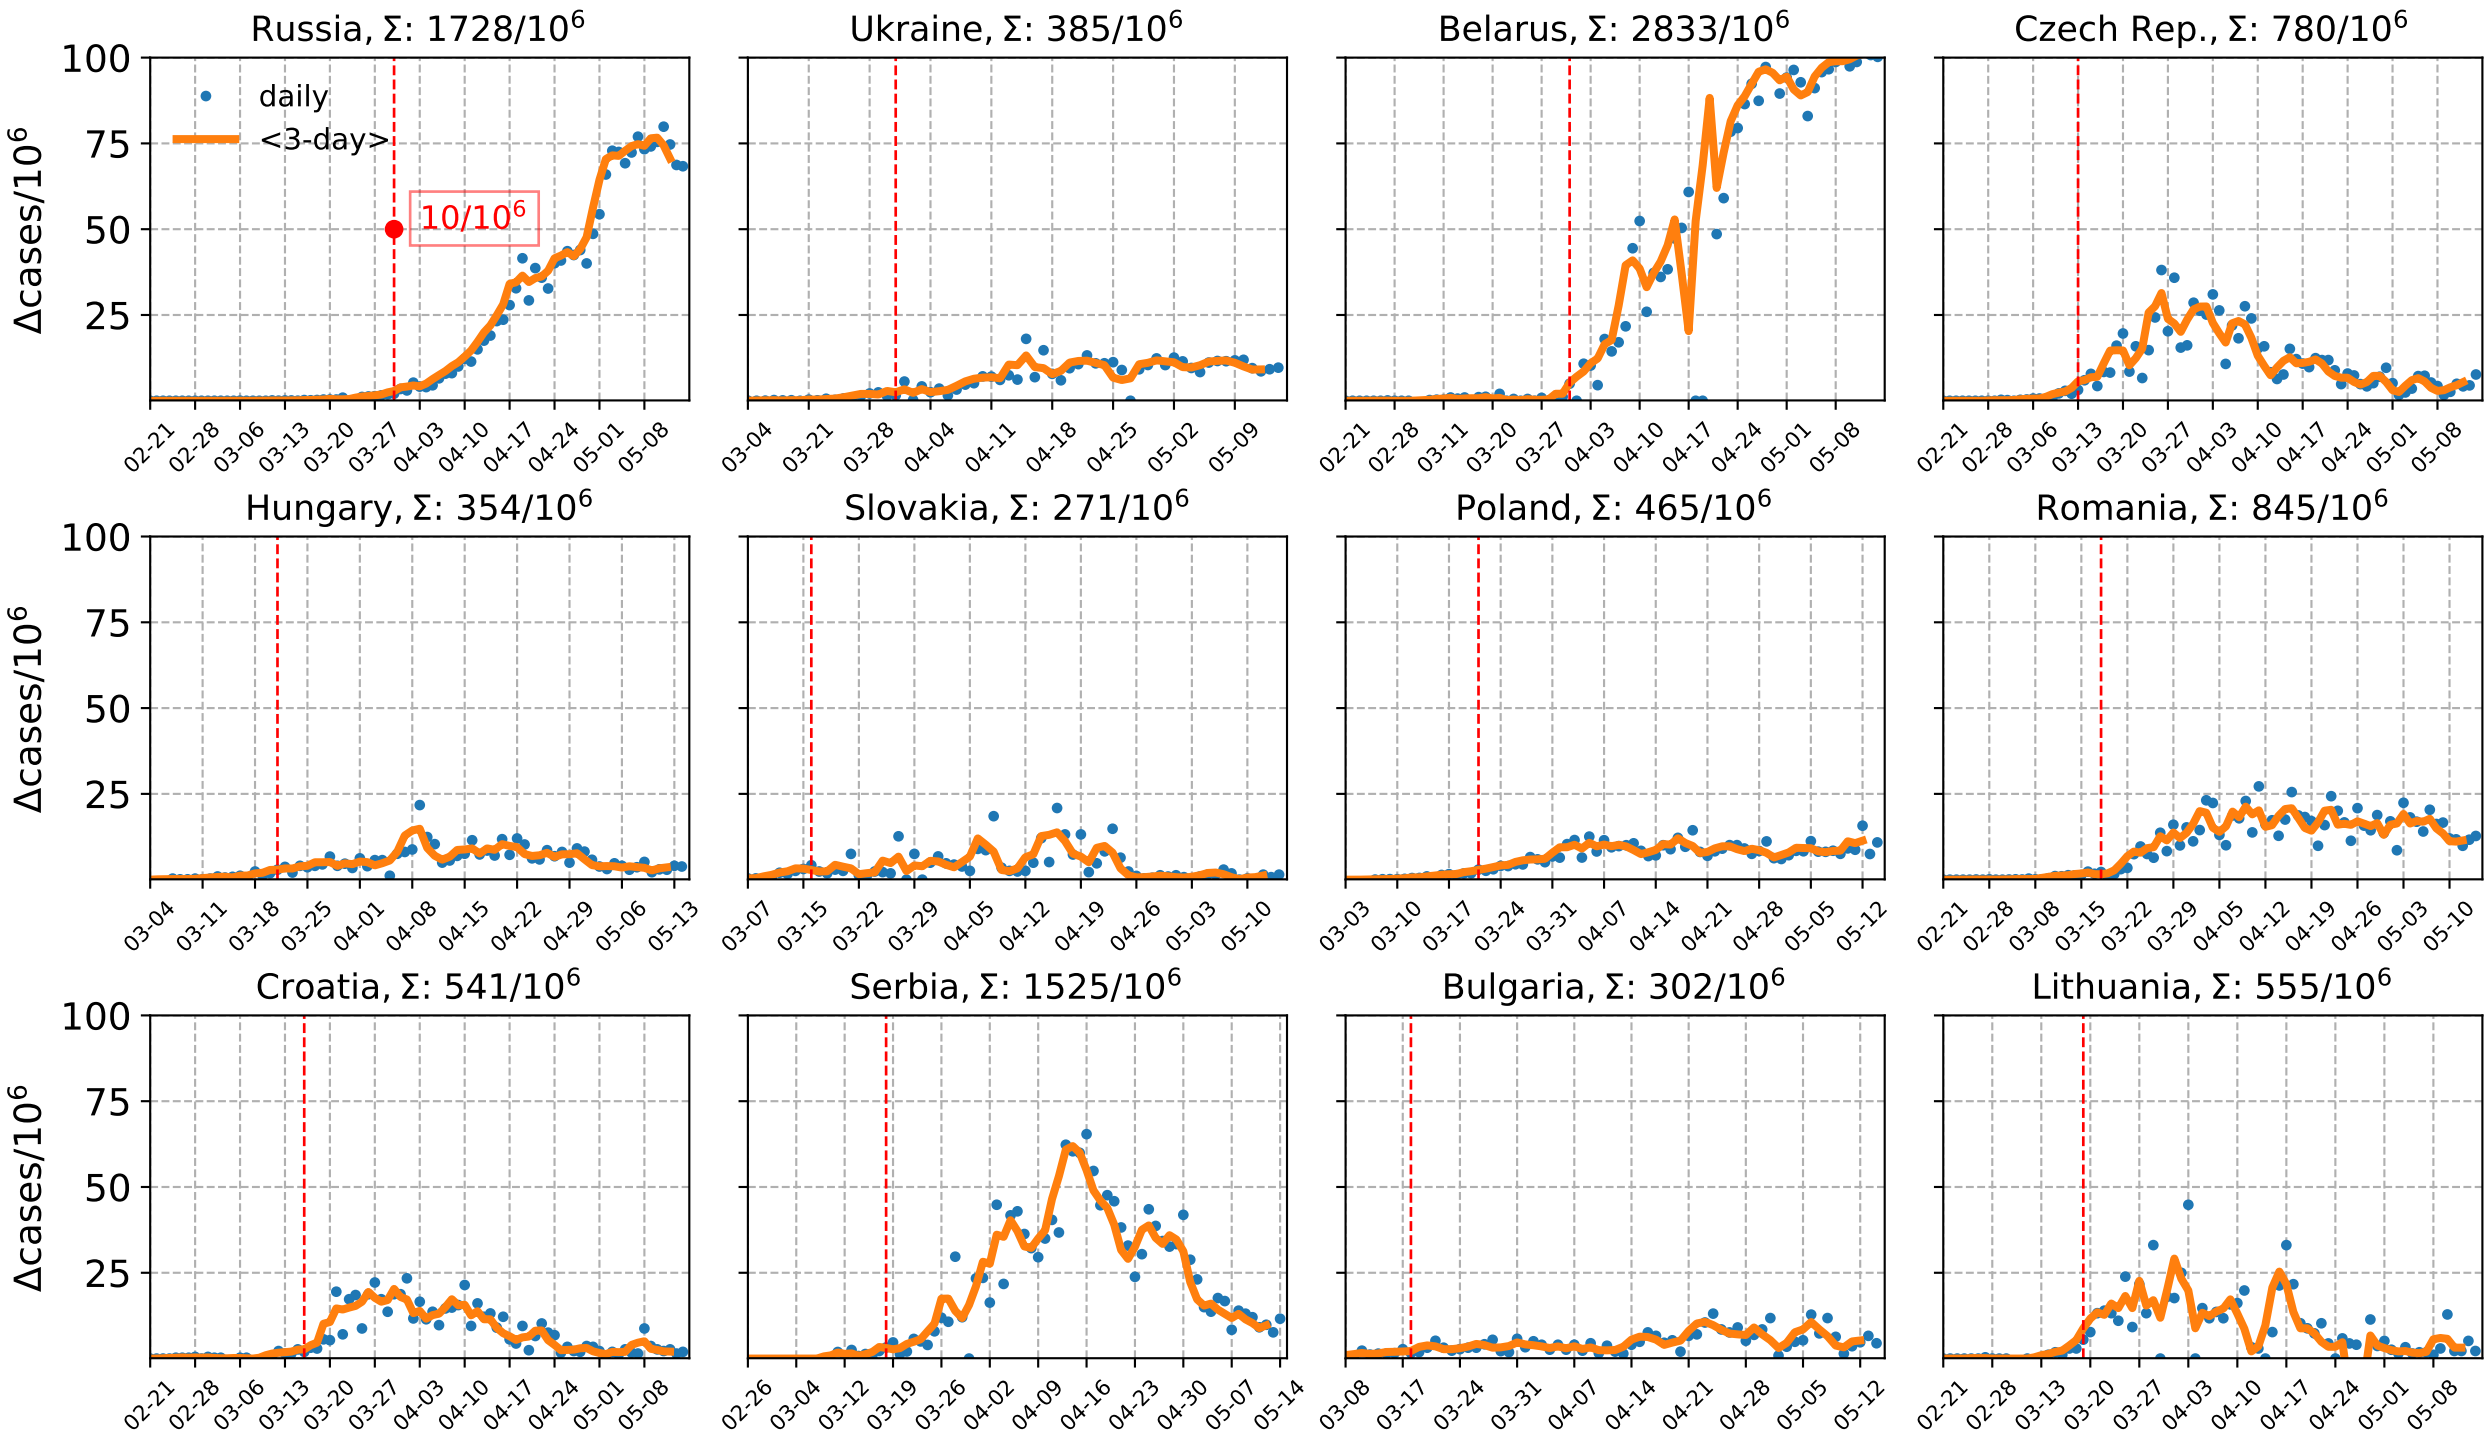 Russia, Σ: 1728/10⁶
Ukraine, Σ: 385/10⁶
Belarus, Σ: 2833/10⁶
Czech Rep., Σ: 780/10⁶
Δcases/10⁶
100
75
50
25
daily
<3-day>
10/10⁶
02-21 02-28 03-06 03-13 03-20 03-27 04-03 04-10 04-17 04-24 05-01 05-08
03-04 03-21 03-28 04-04 04-11 04-18 04-25 05-02 05-09
02-21 02-28 03-11 03-20 03-27 04-03 04-10 04-17 04-24 05-01 05-08
02-21 02-28 03-06 03-13 03-20 03-27 04-03 04-10 04-17 04-24 05-01 05-08
Hungary, Σ: 354/10⁶
Slovakia, Σ: 271/10⁶
Poland, Σ: 465/10⁶
Romania, Σ: 845/10⁶
Δcases/10⁶
100
75
50
25
03-04 03-11 03-18 03-25 04-01 04-08 04-15 04-22 04-29 05-06 05-13
03-07 03-15 03-22 03-29 04-05 04-12 04-19 04-26 05-03 05-10
03-03 03-10 03-17 03-24 03-31 04-07 04-14 04-21 04-28 05-05 05-12
02-21 02-28 03-08 03-15 03-22 03-29 04-05 04-12 04-19 04-26 05-03 05-10
Croatia, Σ: 541/10⁶
Serbia, Σ: 1525/10⁶
Bulgaria, Σ: 302/10⁶
Lithuania, Σ: 555/10⁶
Δcases/10⁶
100
75
50
25
02-21 02-28 03-06 03-13 03-20 03-27 04-03 04-10 04-17 04-24 05-01 05-08
02-26 03-04 03-12 03-19 03-26 04-02 04-09 04-16 04-23 04-30 05-07 05-14
03-08 03-17 03-24 03-31 04-07 04-14 04-21 04-28 05-05 05-12
02-21 02-28 03-13 03-20 03-27 04-03 04-10 04-17 04-24 05-01 05-08